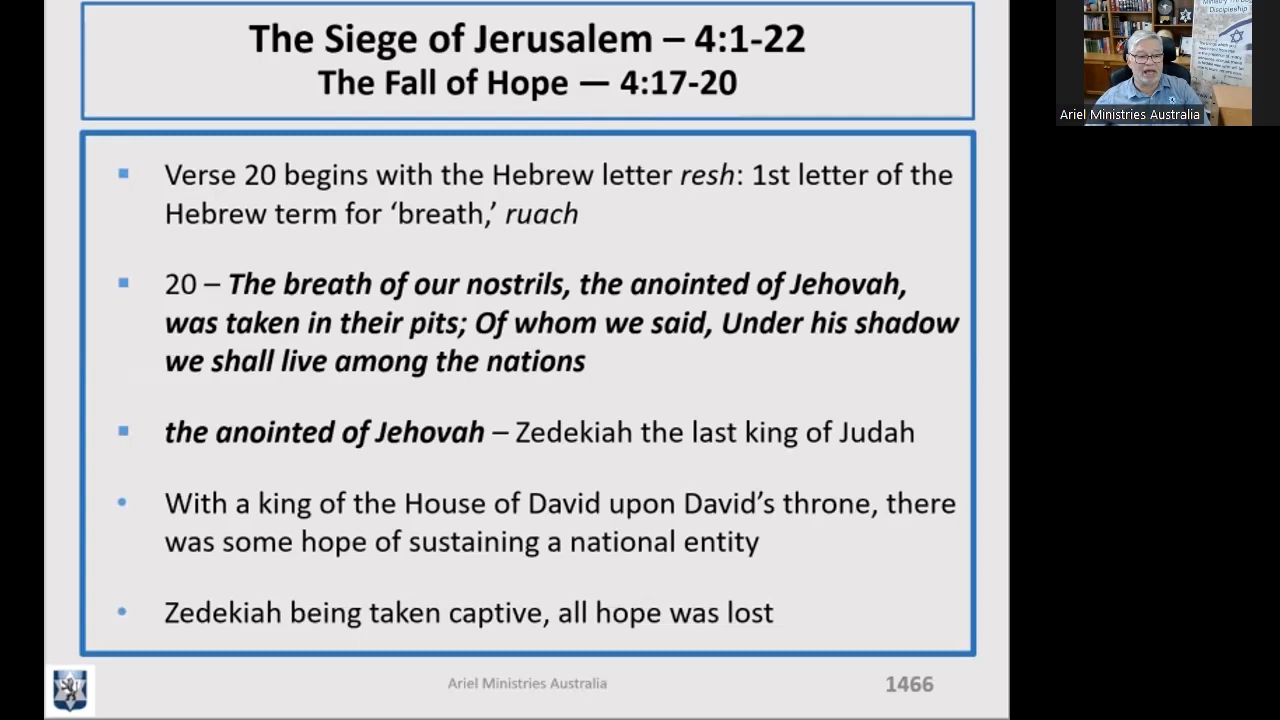 The Siege of Jerusalem – 4:1-22
The Fall of Hope — 4:17-20
Verse 20 begins with the Hebrew letter resh: 1st letter of the
Hebrew term for ‘breath,’ ruach
20 – The breath of our nostrils, the anointed of Jehovah,
was taken in their pits; Of whom we said, Under his shadow
we shall live among the nations
the anointed of Jehovah – Zedekiah the last king of Judah
With a king of the House of David upon David’s throne, there
was some hope of sustaining a national entity
Zedekiah being taken captive, all hope was lost
Ariel Ministries Australia
1466
Discipleship
Ariel Ministries Australia